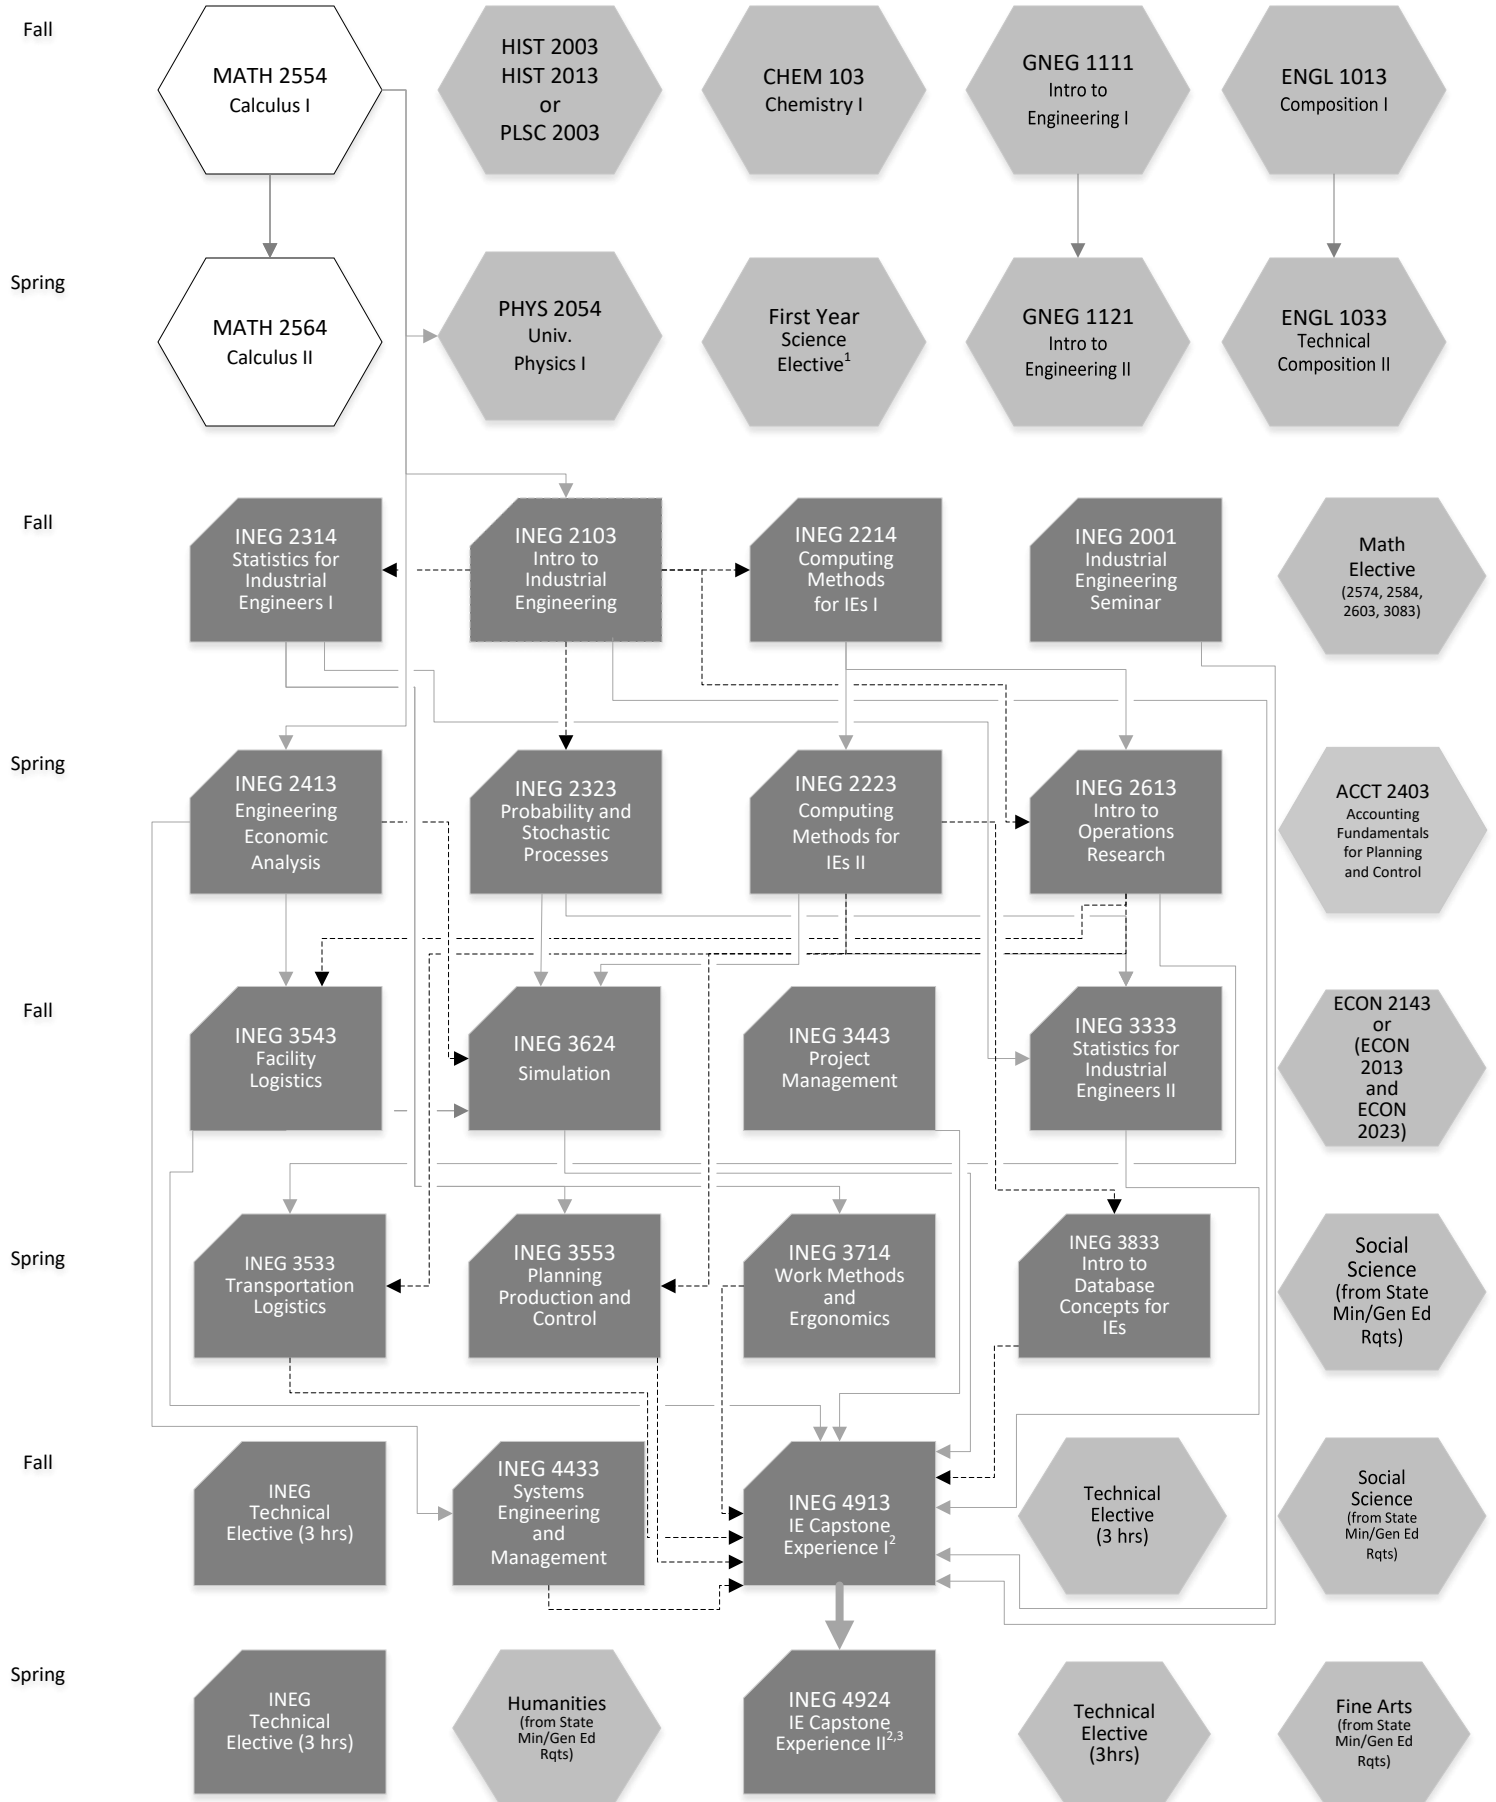 Fall
MATH 2554
Calculus I
HIST 2003
HIST 2013
or
PLSC 2003
CHEM 103
Chemistry I
GNEG 1111
Intro to
Engineering I
ENGL 1013
Composition I
Spring
MATH 2564
Calculus II
PHYS 2054
Univ.
Physics I
First Year
Science
Elective1
GNEG 1121
Intro to
Engineering II
ENGL 1033
Technical
Composition II
Fall
INEG 2314
Statistics for
Industrial
Engineers I
INEG 2103
Intro to
Industrial
Engineering
INEG 2214
Computing
Methods
for IEs I
INEG 2001
Industrial
Engineering
Seminar
Math
Elective
(2574, 2584,
2603, 3083)
Spring
INEG 2413
Engineering
Economic
Analysis
INEG 2323
Probability and
Stochastic
Processes
INEG 2223
Computing
Methods for
IEs II
INEG 2613
Intro to
Operations
Research
ACCT 2403
Accounting
Fundamentals
for Planning
and Control
Fall
INEG 3543
Facility
Logistics
INEG 3624
Simulation
INEG 3443
Project
Management
INEG 3333
Statistics for
Industrial
Engineers II
ECON 2143
or
(ECON
2013
and
ECON
2023)
Spring
INEG 3533
Transportation
Logistics
INEG 3553
Planning
Production and
Control
INEG 3714
Work Methods
and
Ergonomics
INEG 3833
Intro to
Database
Concepts for
IEs
Social
Science
(from State
Min/Gen Ed
Rqts)
Fall
INEG
Technical
Elective (3 hrs)
INEG 4433
Systems
Engineering
and
Management
INEG 4913
IE Capstone
Experience I2
Technical
Elective
(3 hrs)
Social
Science
(from State
Min/Gen Ed
Rqts)
Spring
INEG
Technical
Elective (3 hrs)
Humanities
(from State
Min/Gen Ed
Rqts)
INEG 4924
IE Capstone
Experience II2,3
Technical
Elective
(3hrs)
Fine Arts
(from State
Min/Gen Ed
Rqts)